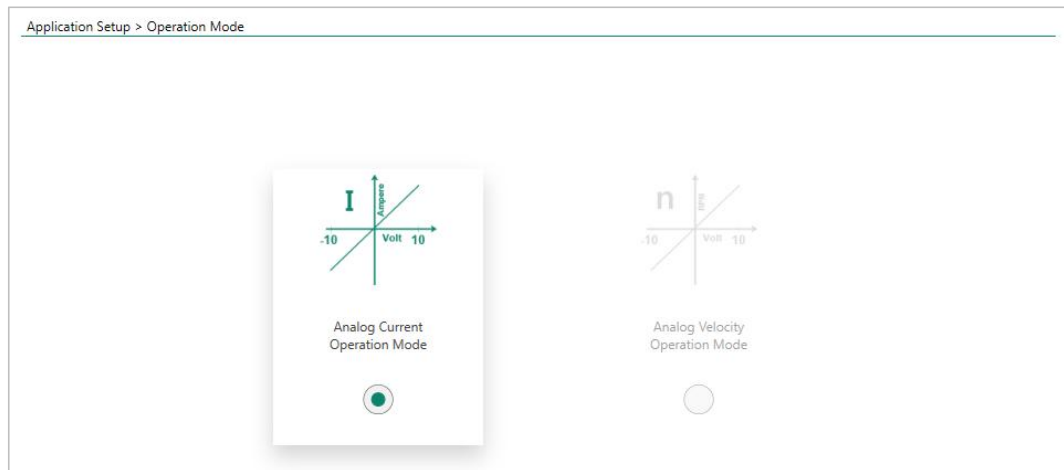 Application Setup > Operation Mode
I
Ampere
-10
Volt
10
n
RPM
-10
Volt
10
Analog Current
Operation Mode
Analog Velocity
Operation Mode